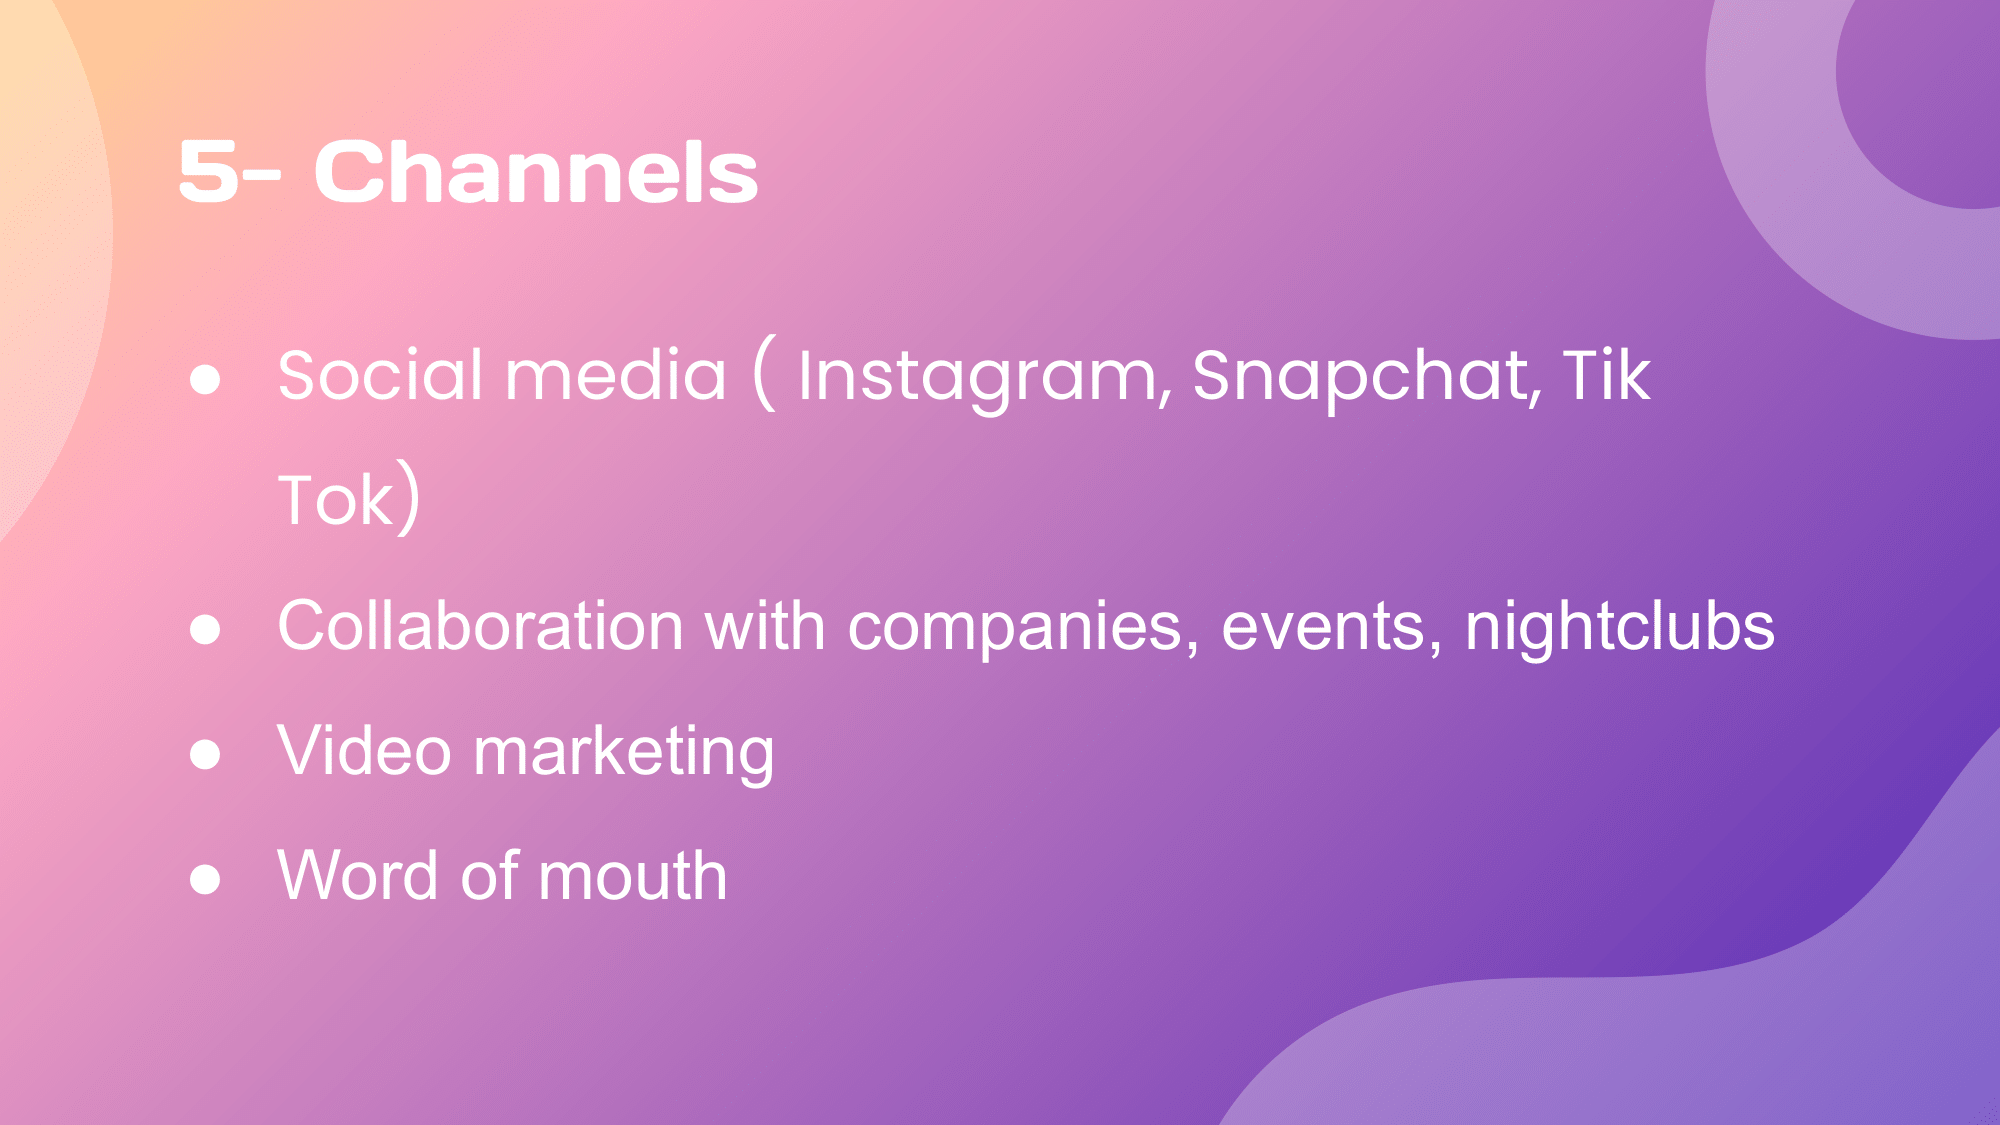 5- Channels
● Social media ( Instagram, Snapchat, Tik
Tok)
● Collaboration with companies, events, nightclubs
● Video marketing
● Word of mouth